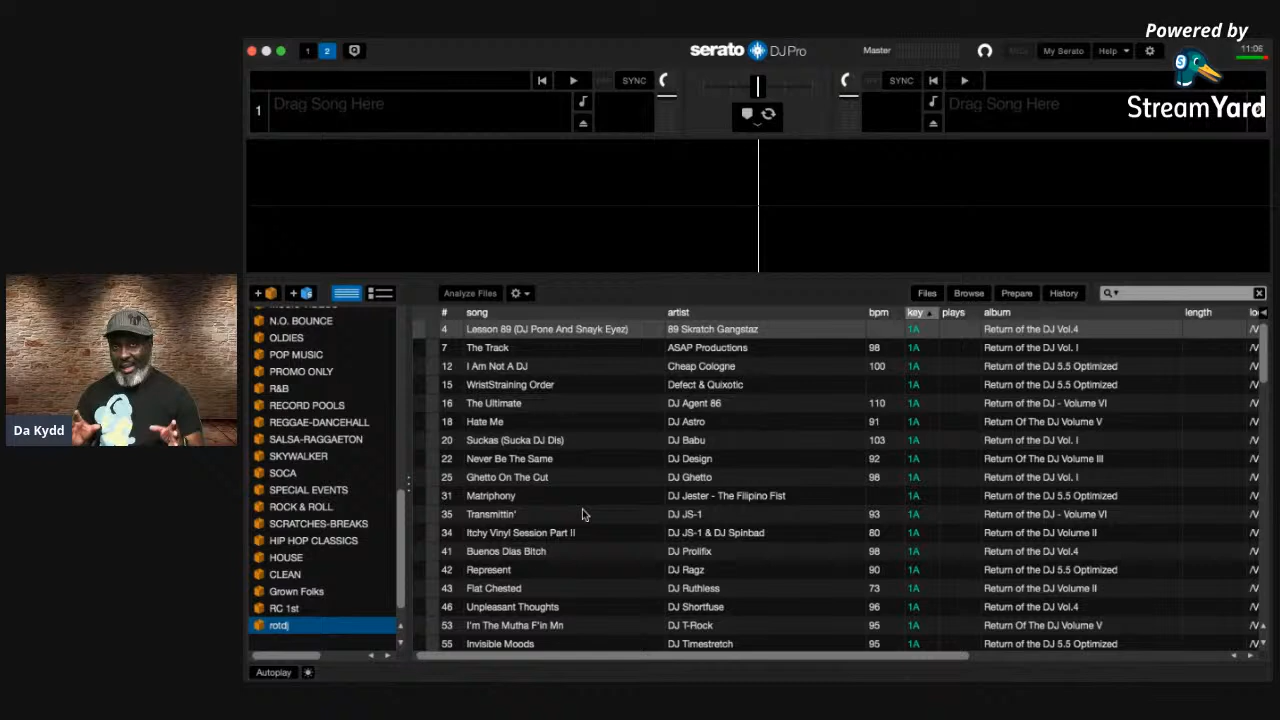 Powered by
StreamYard
1 2
serato DJ Pro
Master
MIDI
My Serato
Help
11:06
SYNC
SYNC
1
Drag Song Here
Drag Song Here
Analyze Files
Files
Browse
Prepare
History
# song artist bpm key plays album length
4 Lesson 89 (DJ Pone And Snayk Eyez) 89 Skratch Gangstaz 1A Return of the DJ Vol.4
7 The Track ASAP Productions 98 1A Return of the DJ Vol. I
12 I Am Not A DJ Cheap Cologne 100 1A Return of the DJ 5.5 Optimized
15 WristStraining Order Defect & Quixotic 1A Return of the DJ 5.5 Optimized
16 The Ultimate DJ Agent 86 110 1A Return of the DJ - Volume VI
18 Hate Me DJ Astro 91 1A Return Of The DJ Volume V
20 Suckas (Sucka DJ Dis) DJ Babu 103 1A Return of the DJ Vol. I
22 Never Be The Same DJ Design 92 1A Return Of The DJ Volume III
25 Ghetto On The Cut DJ Ghetto 98 1A Return of the DJ Vol. I
31 Matriphony DJ Jester - The Filipino Fist 1A Return of the DJ 5.5 Optimized
35 Transmittin' DJ JS-1 93 1A Return of the DJ - Volume VI
34 Itchy Vinyl Session Part II DJ JS-1 & DJ Spinbad 80 1A Return of the DJ Volume II
41 Buenos Dias Bitch DJ Prolifix 98 1A Return of the DJ Vol.4
42 Represent DJ Ragz 90 1A Return of the DJ 5.5 Optimized
43 Flat Chested DJ Ruthless 73 1A Return of the DJ Volume II
46 Unpleasant Thoughts DJ Shortfuse 96 1A Return of the DJ Vol.4
53 I'm The Mutha F'in Mn DJ T-Rock 95 1A Return Of The DJ Volume V
55 Invisible Moods DJ Timestretch 95 1A Return of the DJ 5.5 Optimized
N.O. BOUNCE
OLDIES
POP MUSIC
PROMO ONLY
R&B
RECORD POOLS
REGGAE-DANCEHALL
SALSA-RAGGAETON
SKYWALKER
SOCA
SPECIAL EVENTS
ROCK & ROLL
SCRATCHES-BREAKS
HIP HOP CLASSICS
HOUSE
CLEAN
Grown Folks
RC 1st
rotdj
Autoplay
Da Kydd